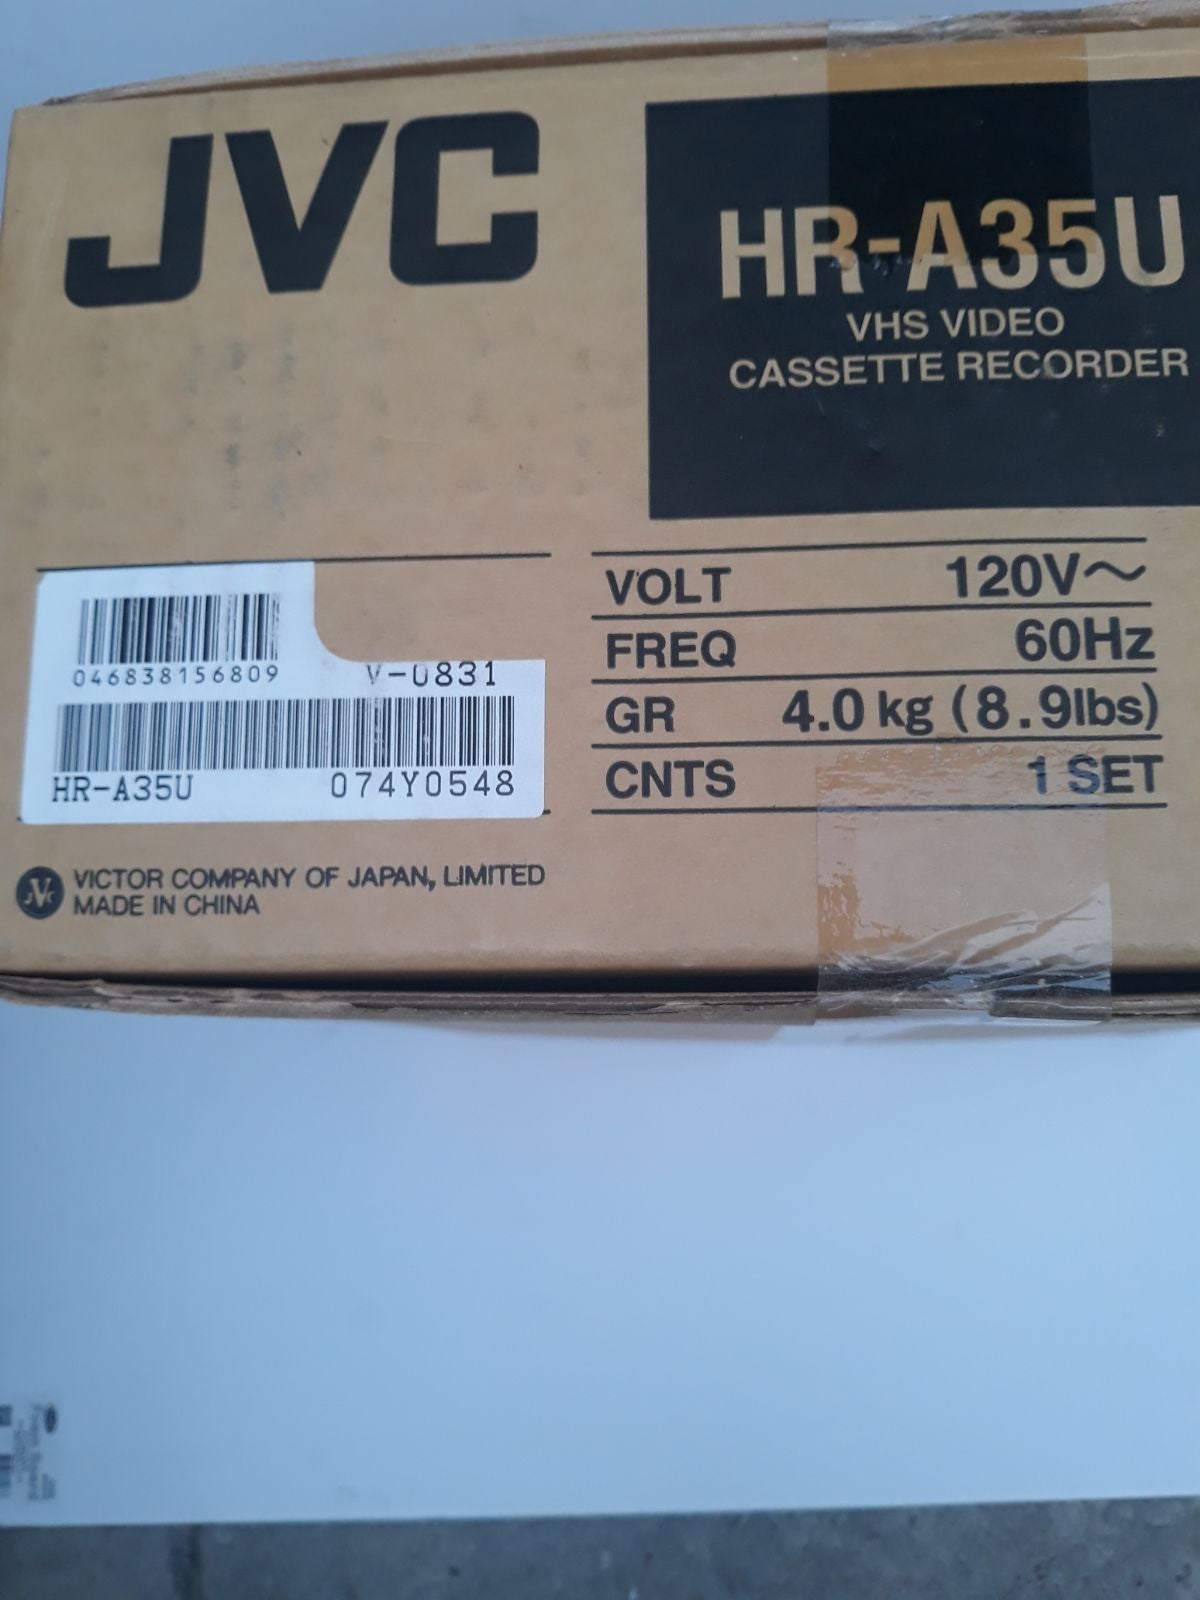 JVC
HR-A35U
VHS VIDEO
CASSETTE RECORDER
046838156809
V-0831
HR-A35U 074Y0548
VOLT 120V~
FREQ 60Hz
GR 4.0 kg (8.9lbs)
CNTS 1 SET
JVC
VICTOR COMPANY OF JAPAN, LIMITED
MADE IN CHINA